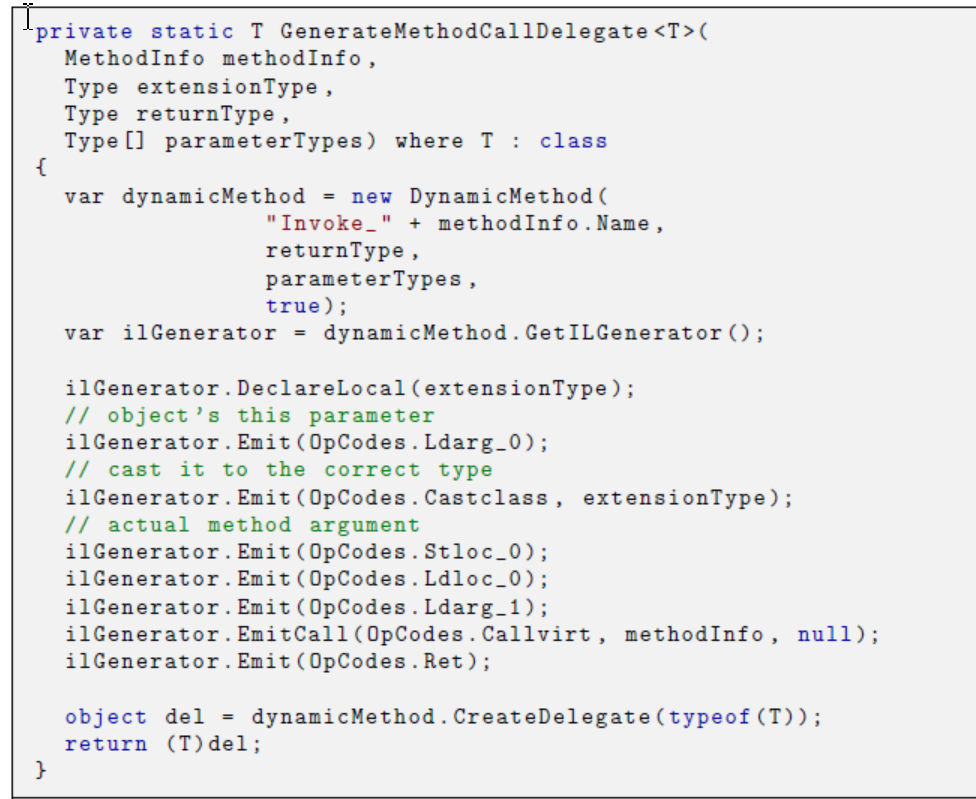 private static T GenerateMethodCallDelegate<T>(
  MethodInfo methodInfo,
  Type extensionType,
  Type returnType,
  Type[] parameterTypes) where T : class
{
  var dynamicMethod = new DynamicMethod(
                "Invoke_" + methodInfo.Name,
                returnType,
                parameterTypes,
                true);
  var ilGenerator = dynamicMethod.GetILGenerator();

  ilGenerator.DeclareLocal(extensionType);
  // object's this parameter
  ilGenerator.Emit(OpCodes.Ldarg_0);
  // cast it to the correct type
  ilGenerator.Emit(OpCodes.Castclass, extensionType);
  // actual method argument
  ilGenerator.Emit(OpCodes.Stloc_0);
  ilGenerator.Emit(OpCodes.Ldloc_0);
  ilGenerator.Emit(OpCodes.Ldarg_1);
  ilGenerator.EmitCall(OpCodes.Callvirt, methodInfo, null);
  ilGenerator.Emit(OpCodes.Ret);

  object del = dynamicMethod.CreateDelegate(typeof(T));
  return (T)del;
}